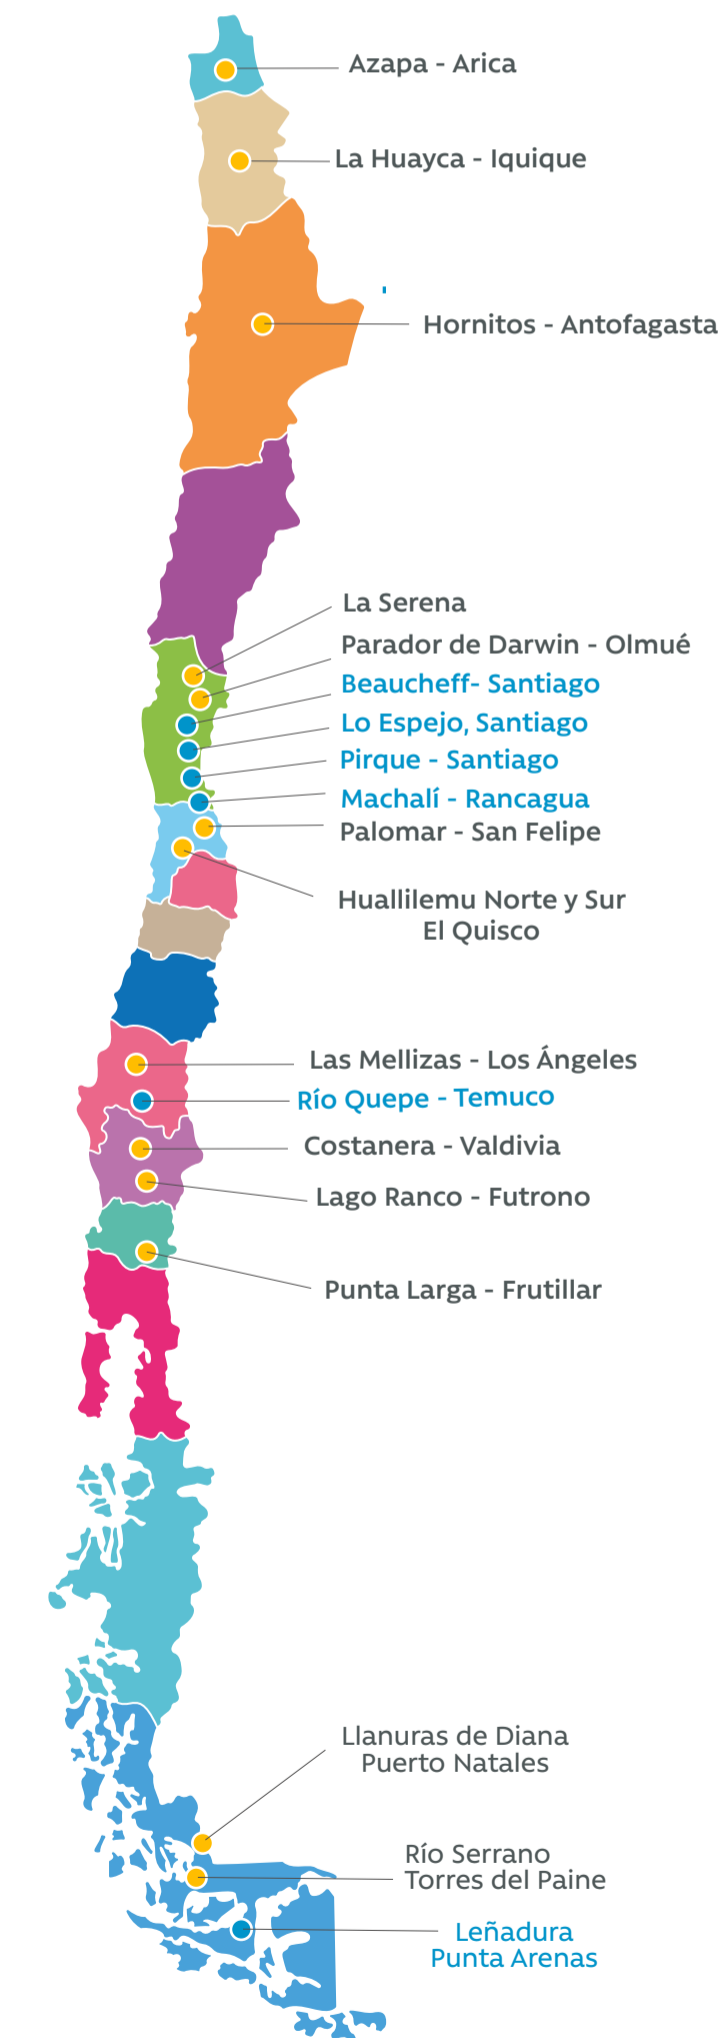 Azapa - Arica
La Huayca - Iquique
Hornitos - Antofagasta
La Serena
Parador de Darwin - Olmué
Beaucheff- Santiago
Lo Espejo, Santiago
Pirque - Santiago
Machalí - Rancagua
Palomar - San Felipe
Huallilemu Norte y Sur
El Quisco
Las Mellizas - Los Ángeles
Río Quepe - Temuco
Costanera - Valdivia
Lago Ranco - Futrono
Punta Larga - Frutillar
Llanuras de Diana
Puerto Natales
Río Serrano
Torres del Paine
Leñadura
Punta Arenas